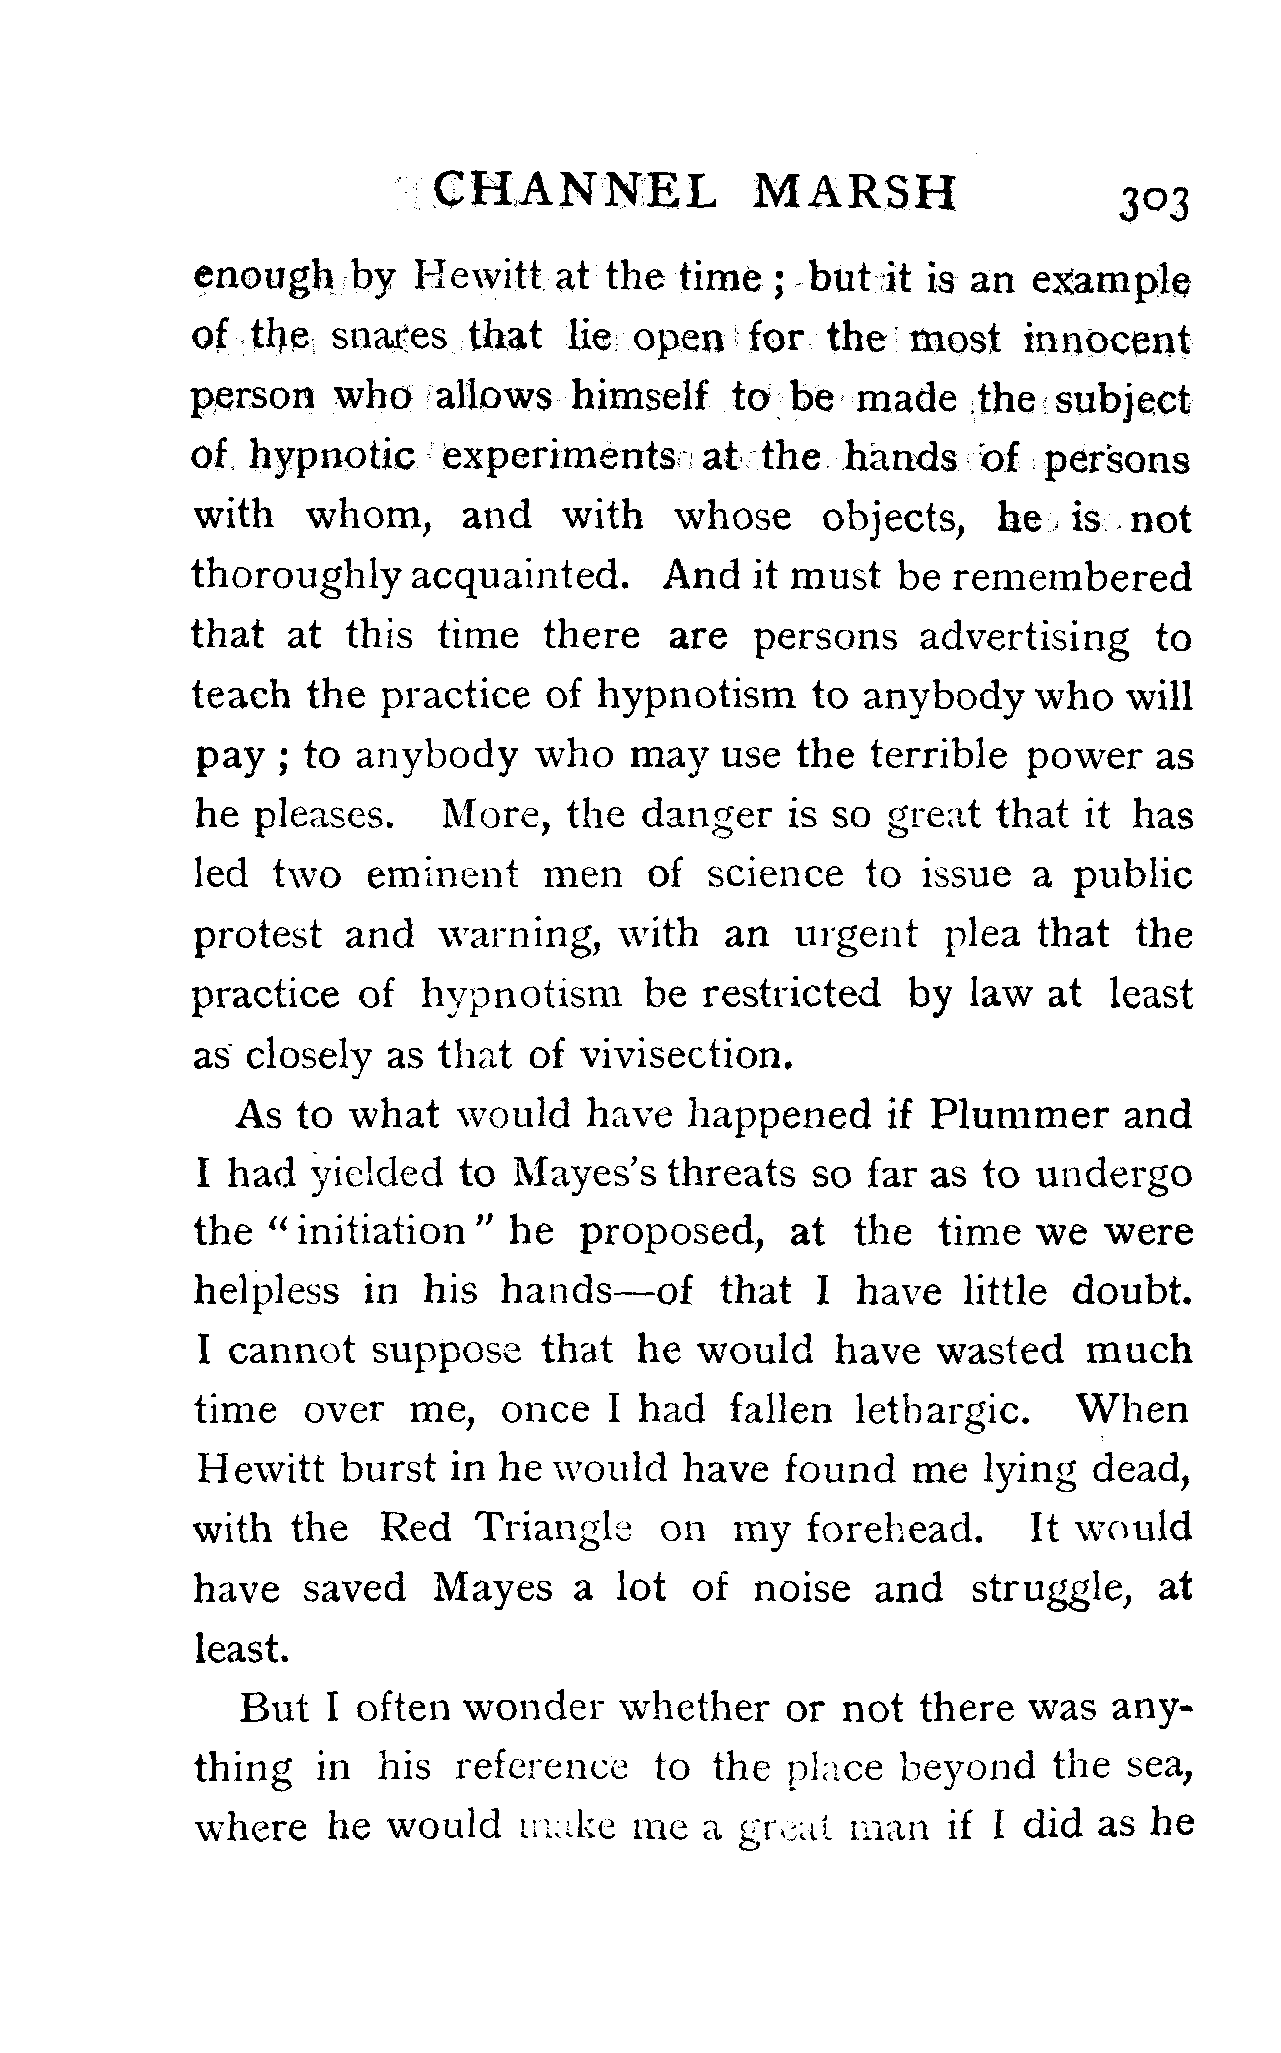 CHANNEL MARSH 303
enough by Hewitt at the time ; but it is an example
of the snares that lie open for the most innocent
person who allows himself to be made the subject
of hypnotic experiments at the hands of persons
with whom, and with whose objects, he is not
thoroughly acquainted. And it must be remembered
that at this time there are persons advertising to
teach the practice of hypnotism to anybody who will
pay ; to anybody who may use the terrible power as
he pleases. More, the danger is so great that it has
led two eminent men of science to issue a public
protest and warning, with an urgent plea that the
practice of hypnotism be restricted by law at least
as closely as that of vivisection.
As to what would have happened if Plummer and
I had yielded to Mayes's threats so far as to undergo
the " initiation " he proposed, at the time we were
helpless in his hands—of that I have little doubt.
I cannot suppose that he would have wasted much
time over me, once I had fallen lethargic. When
Hewitt burst in he would have found me lying dead,
with the Red Triangle on my forehead. It would
have saved Mayes a lot of noise and struggle, at
least.
But I often wonder whether or not there was any-
thing in his reference to the place beyond the sea,
where he would make me a great man if I did as he